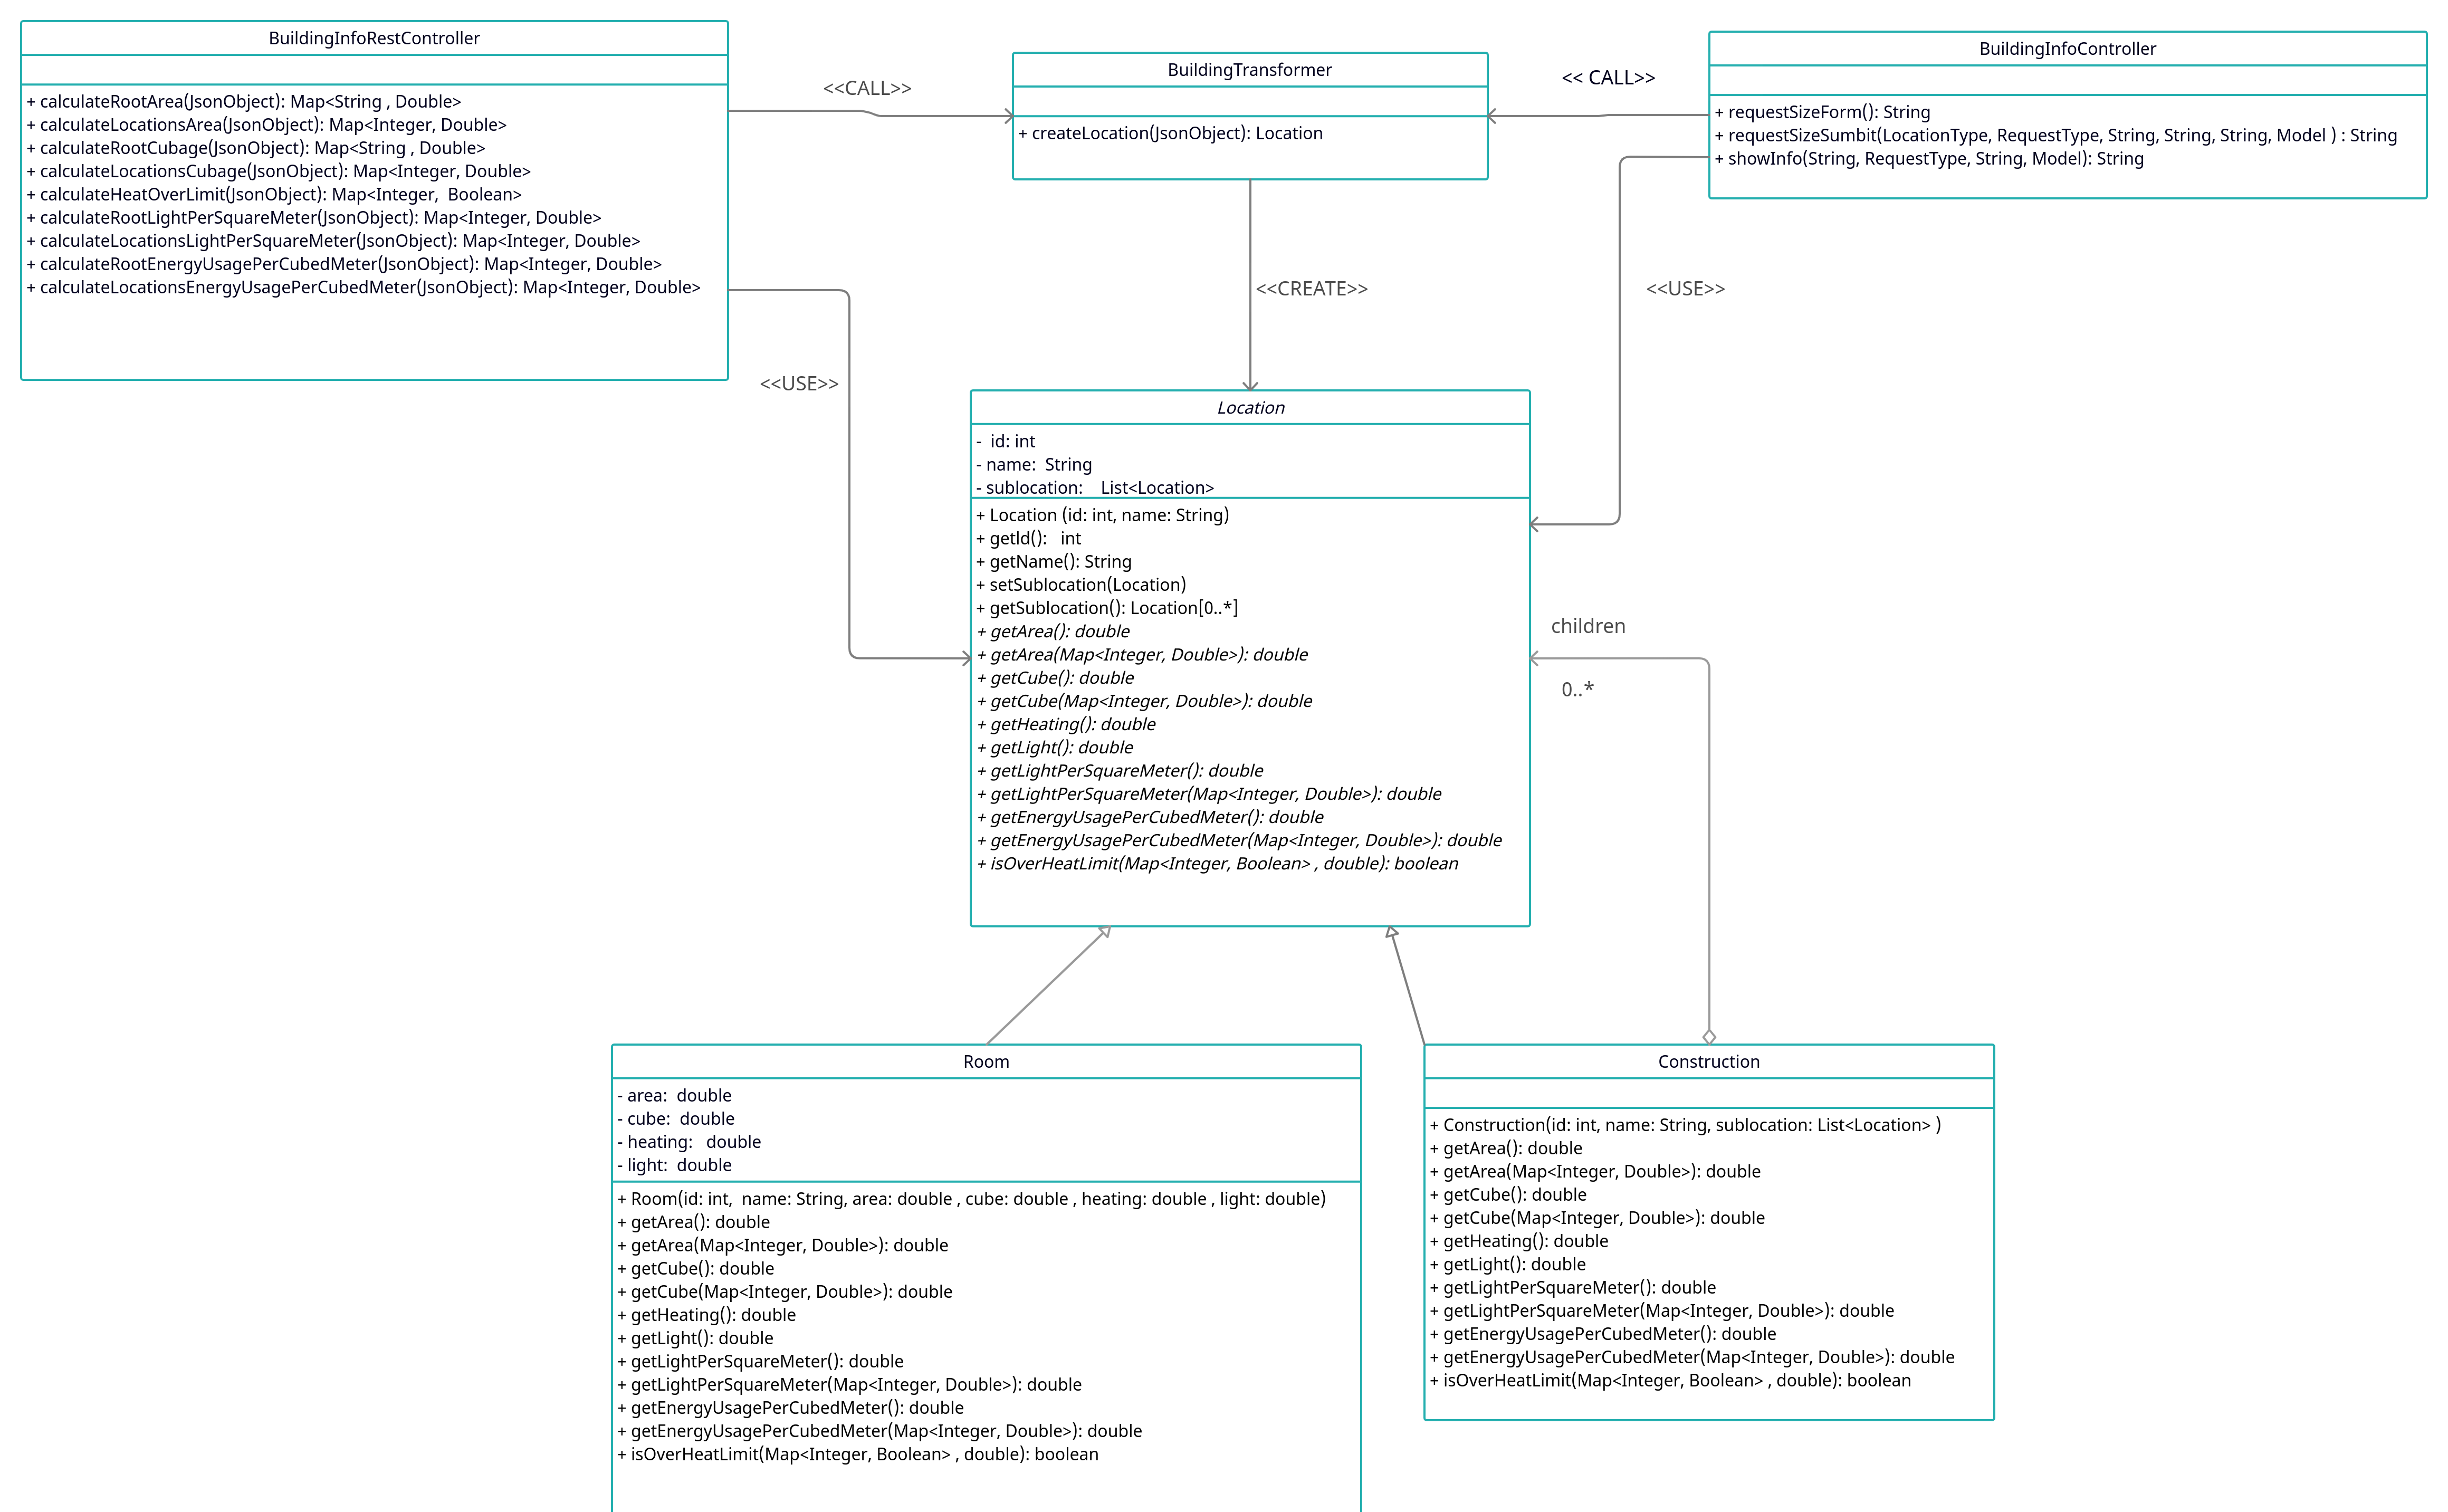 BuildingInfoRestController
+ calculateRootArea(JsonObject): Map<String , Double>
+ calculateLocationsArea(JsonObject): Map<Integer, Double>
+ calculateRootCubage(JsonObject): Map<String , Double>
+ calculateLocationsCubage(JsonObject): Map<Integer, Double>
+ calculateHeatOverLimit(JsonObject): Map<Integer,  Boolean>
+ calculateRootLightPerSquareMeter(JsonObject): Map<Integer, Double>
+ calculateLocationsLightPerSquareMeter(JsonObject): Map<Integer, Double>
+ calculateRootEnergyUsagePerCubedMeter(JsonObject): Map<Integer, Double>
+ calculateLocationsEnergyUsagePerCubedMeter(JsonObject): Map<Integer, Double>
<<CALL>>
BuildingTransformer
+ createLocation(JsonObject): Location
<< CALL>>
BuildingInfoController
+ requestSizeForm(): String
+ requestSizeSumbit(LocationType, RequestType, String, String, String, Model ) : String
+ showInfo(String, RequestType, String, Model): String
<<USE>>
<<CREATE>>
<<USE>>
Location
-  id: int
- name:  String
- sublocation:    List<Location>
+ Location (id: int, name: String)
+ getId():   int
+ getName(): String
+ setSublocation(Location)
+ getSublocation(): Location[0..*]
+ getArea(): double
+ getArea(Map<Integer, Double>): double
+ getCube(): double
+ getCube(Map<Integer, Double>): double
+ getHeating(): double
+ getLight(): double
+ getLightPerSquareMeter(): double
+ getLightPerSquareMeter(Map<Integer, Double>): double
+ getEnergyUsagePerCubedMeter(): double
+ getEnergyUsagePerCubedMeter(Map<Integer, Double>): double
+ isOverHeatLimit(Map<Integer, Boolean> , double): boolean
children
0..*
Room
- area:  double
- cube:  double
- heating:   double
- light:  double
+ Room(id: int,  name: String, area: double , cube: double , heating: double , light: double)
+ getArea(): double
+ getArea(Map<Integer, Double>): double
+ getCube(): double
+ getCube(Map<Integer, Double>): double
+ getHeating(): double
+ getLight(): double
+ getLightPerSquareMeter(): double
+ getLightPerSquareMeter(Map<Integer, Double>): double
+ getEnergyUsagePerCubedMeter(): double
+ getEnergyUsagePerCubedMeter(Map<Integer, Double>): double
+ isOverHeatLimit(Map<Integer, Boolean> , double): boolean
Construction
+ Construction(id: int, name: String, sublocation: List<Location> )
+ getArea(): double
+ getArea(Map<Integer, Double>): double
+ getCube(): double
+ getCube(Map<Integer, Double>): double
+ getHeating(): double
+ getLight(): double
+ getLightPerSquareMeter(): double
+ getLightPerSquareMeter(Map<Integer, Double>): double
+ getEnergyUsagePerCubedMeter(): double
+ getEnergyUsagePerCubedMeter(Map<Integer, Double>): double
+ isOverHeatLimit(Map<Integer, Boolean> , double): boolean